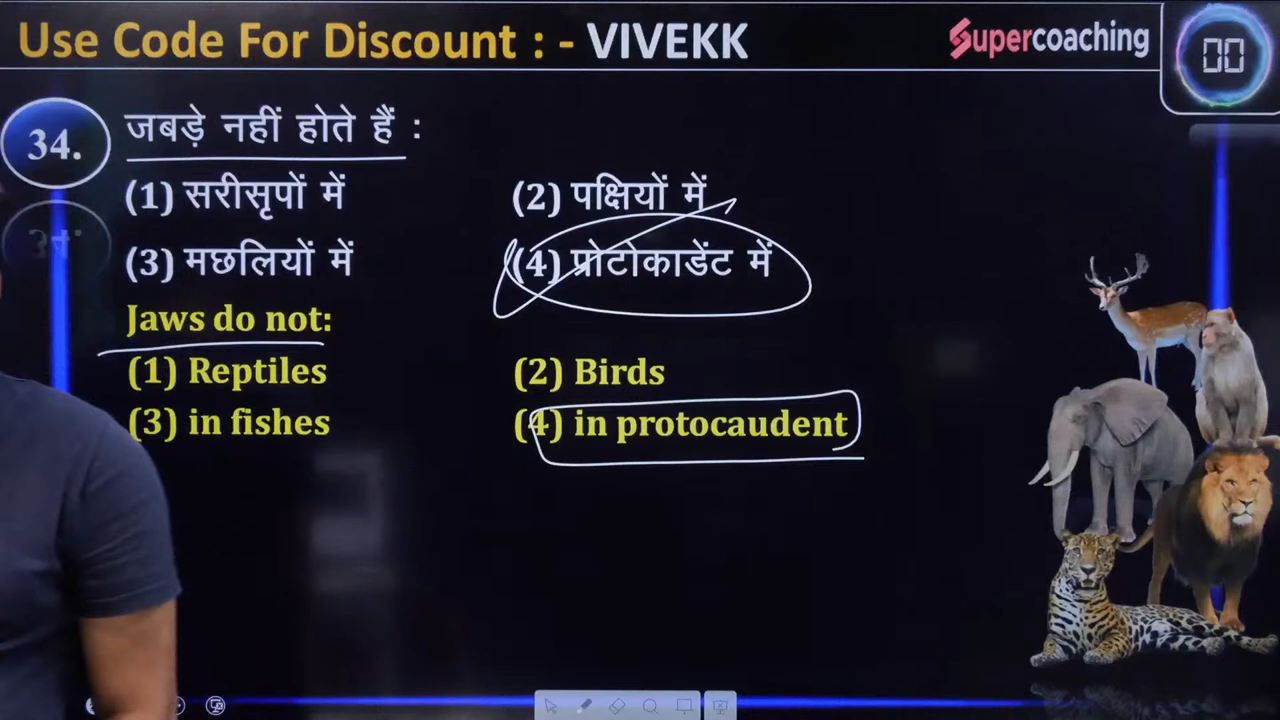 Use Code For Discount : - VIVEKK
Supercoaching
00
34.
जबड़े नहीं होते हैं :
(1) सरीसृपों में (2) पक्षियों में
(3) मछलियों में (4) प्रोटोकार्डेंट में
Jaws do not:
(1) Reptiles (2) Birds
(3) in fishes (4) in protocaudent